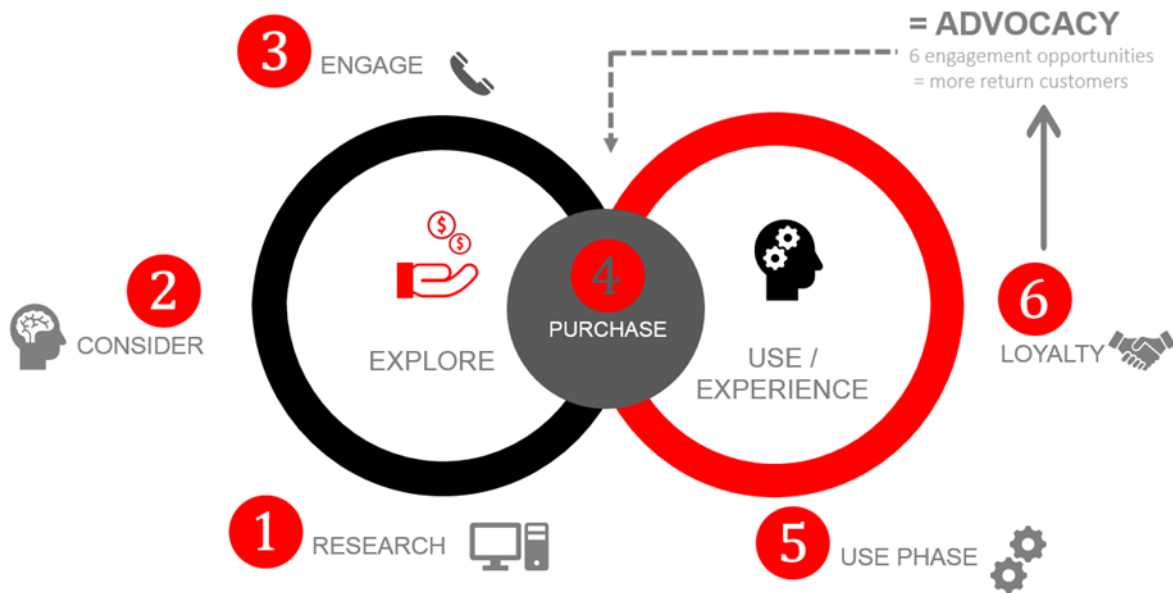 = ADVOCACY
6 engagement opportunities
= more return customers
3
ENGAGE
$
$
2
CONSIDER
EXPLORE
4
PURCHASE
USE /
EXPERIENCE
6
LOYALTY
1
RESEARCH
5
USE PHASE